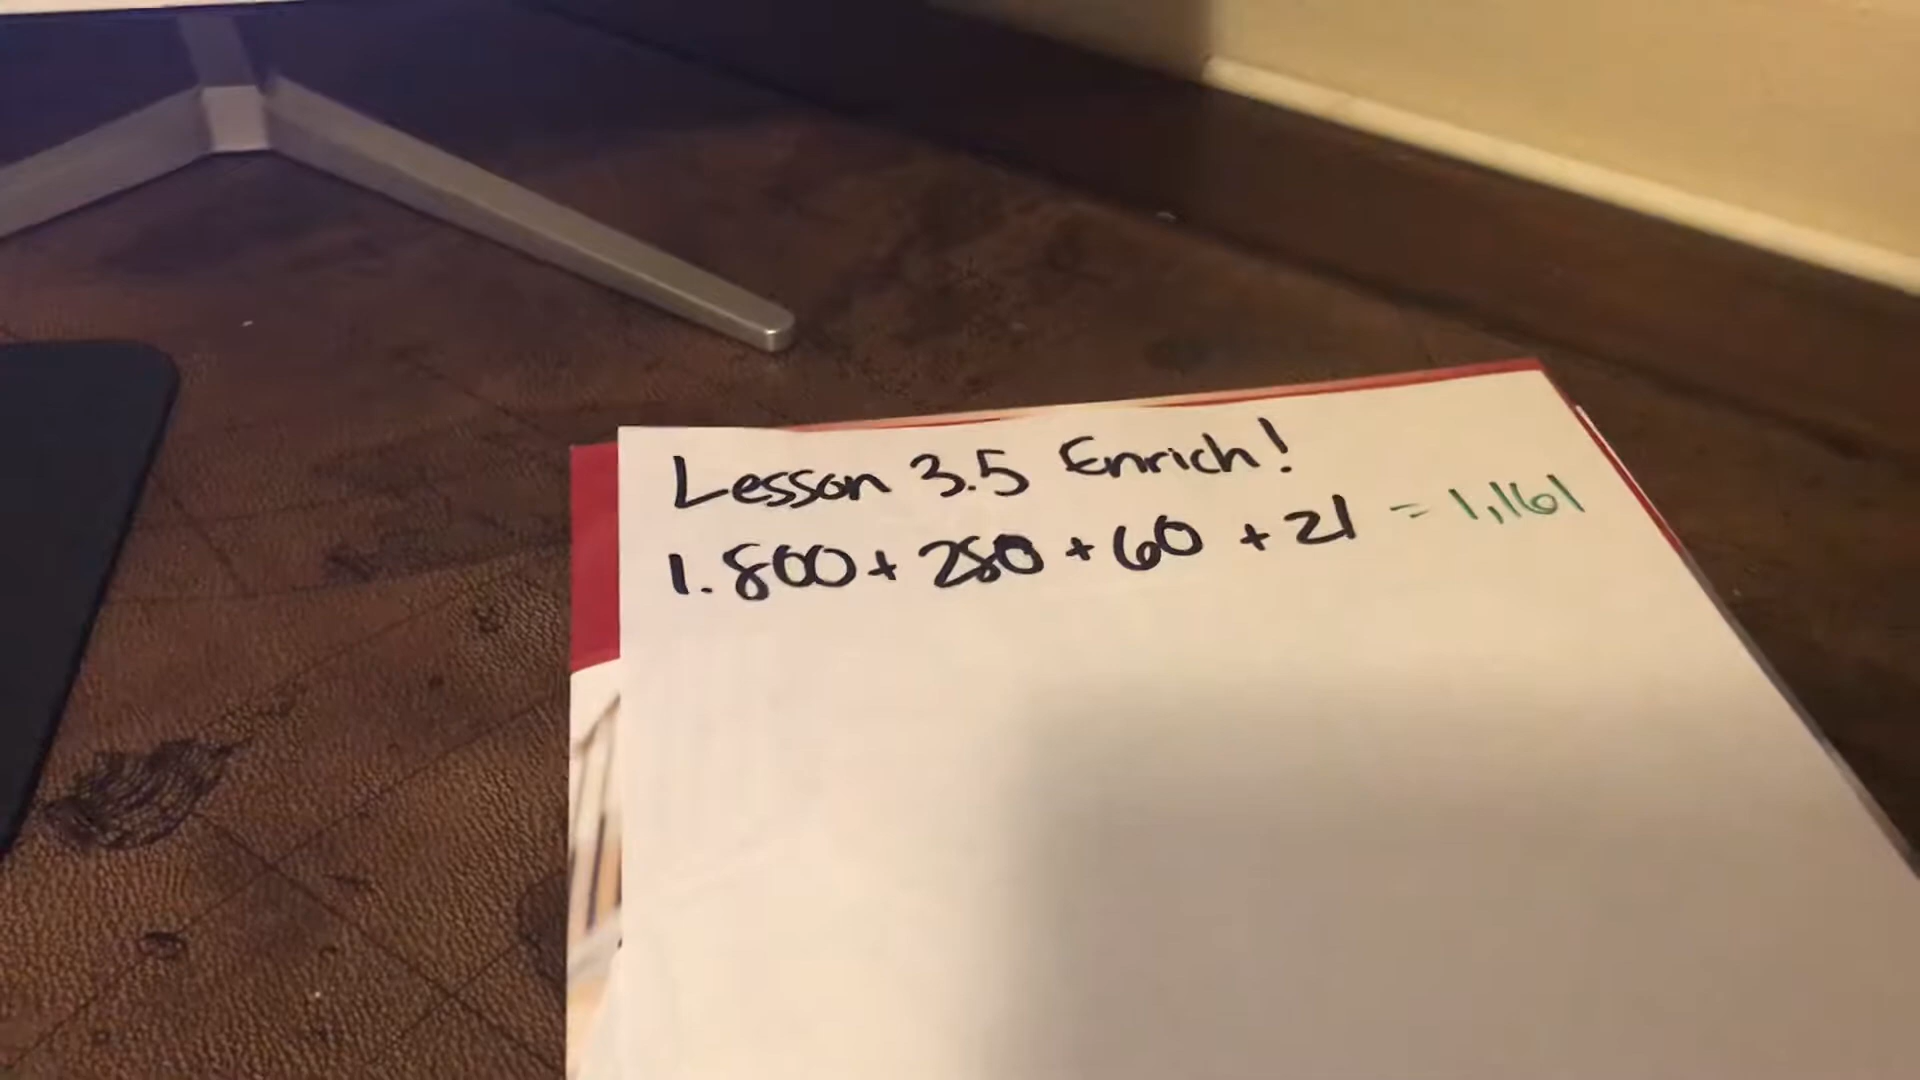 Lesson 3.5 Enrich!
1. 800 + 280 + 60 + 21 = 1,161